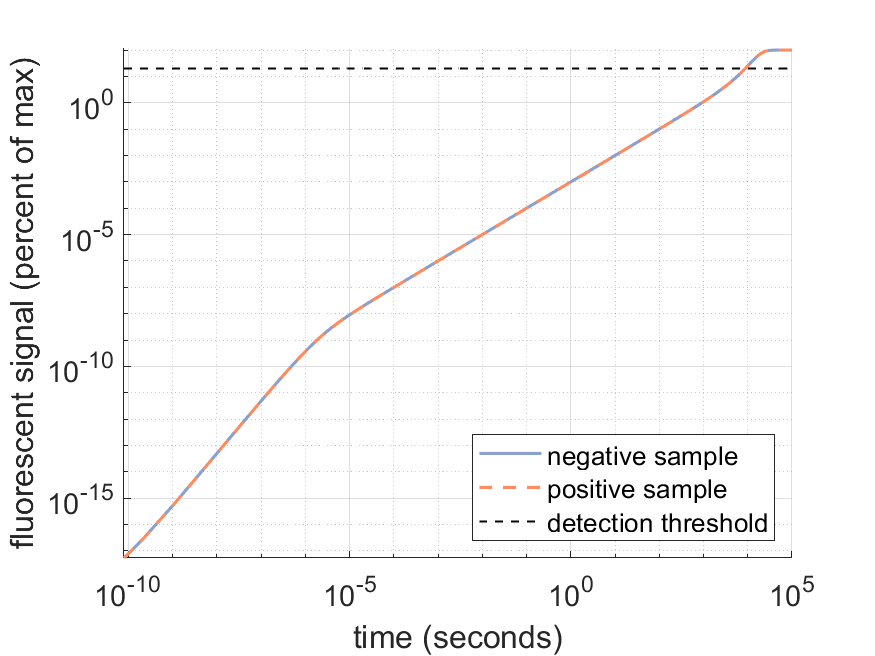 fluorescent signal (percent of max)
10^0
10^-5
10^-10
10^-15
negative sample
positive sample
detection threshold
10^-10 10^-5 10^0 10^5
time (seconds)